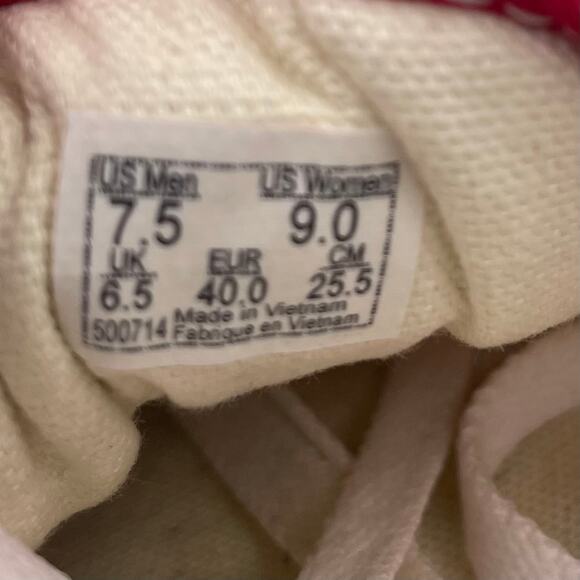 US Men US Women
7.5 9.0
UK EUR CM
6.5 40.0 25.5
500714 Made in Vietnam
Fabrique en Vietnam